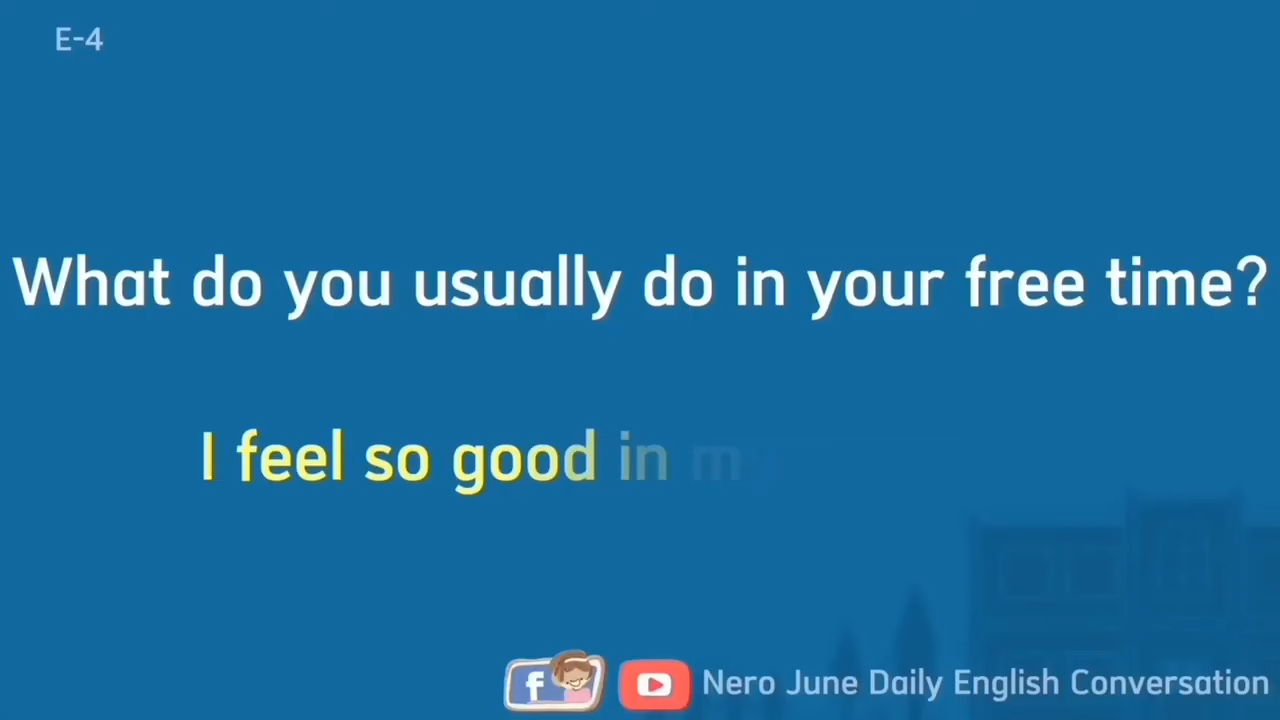 E-4
What do you usually do in your free time?
I feel so good in my
f Nero June Daily English Conversation